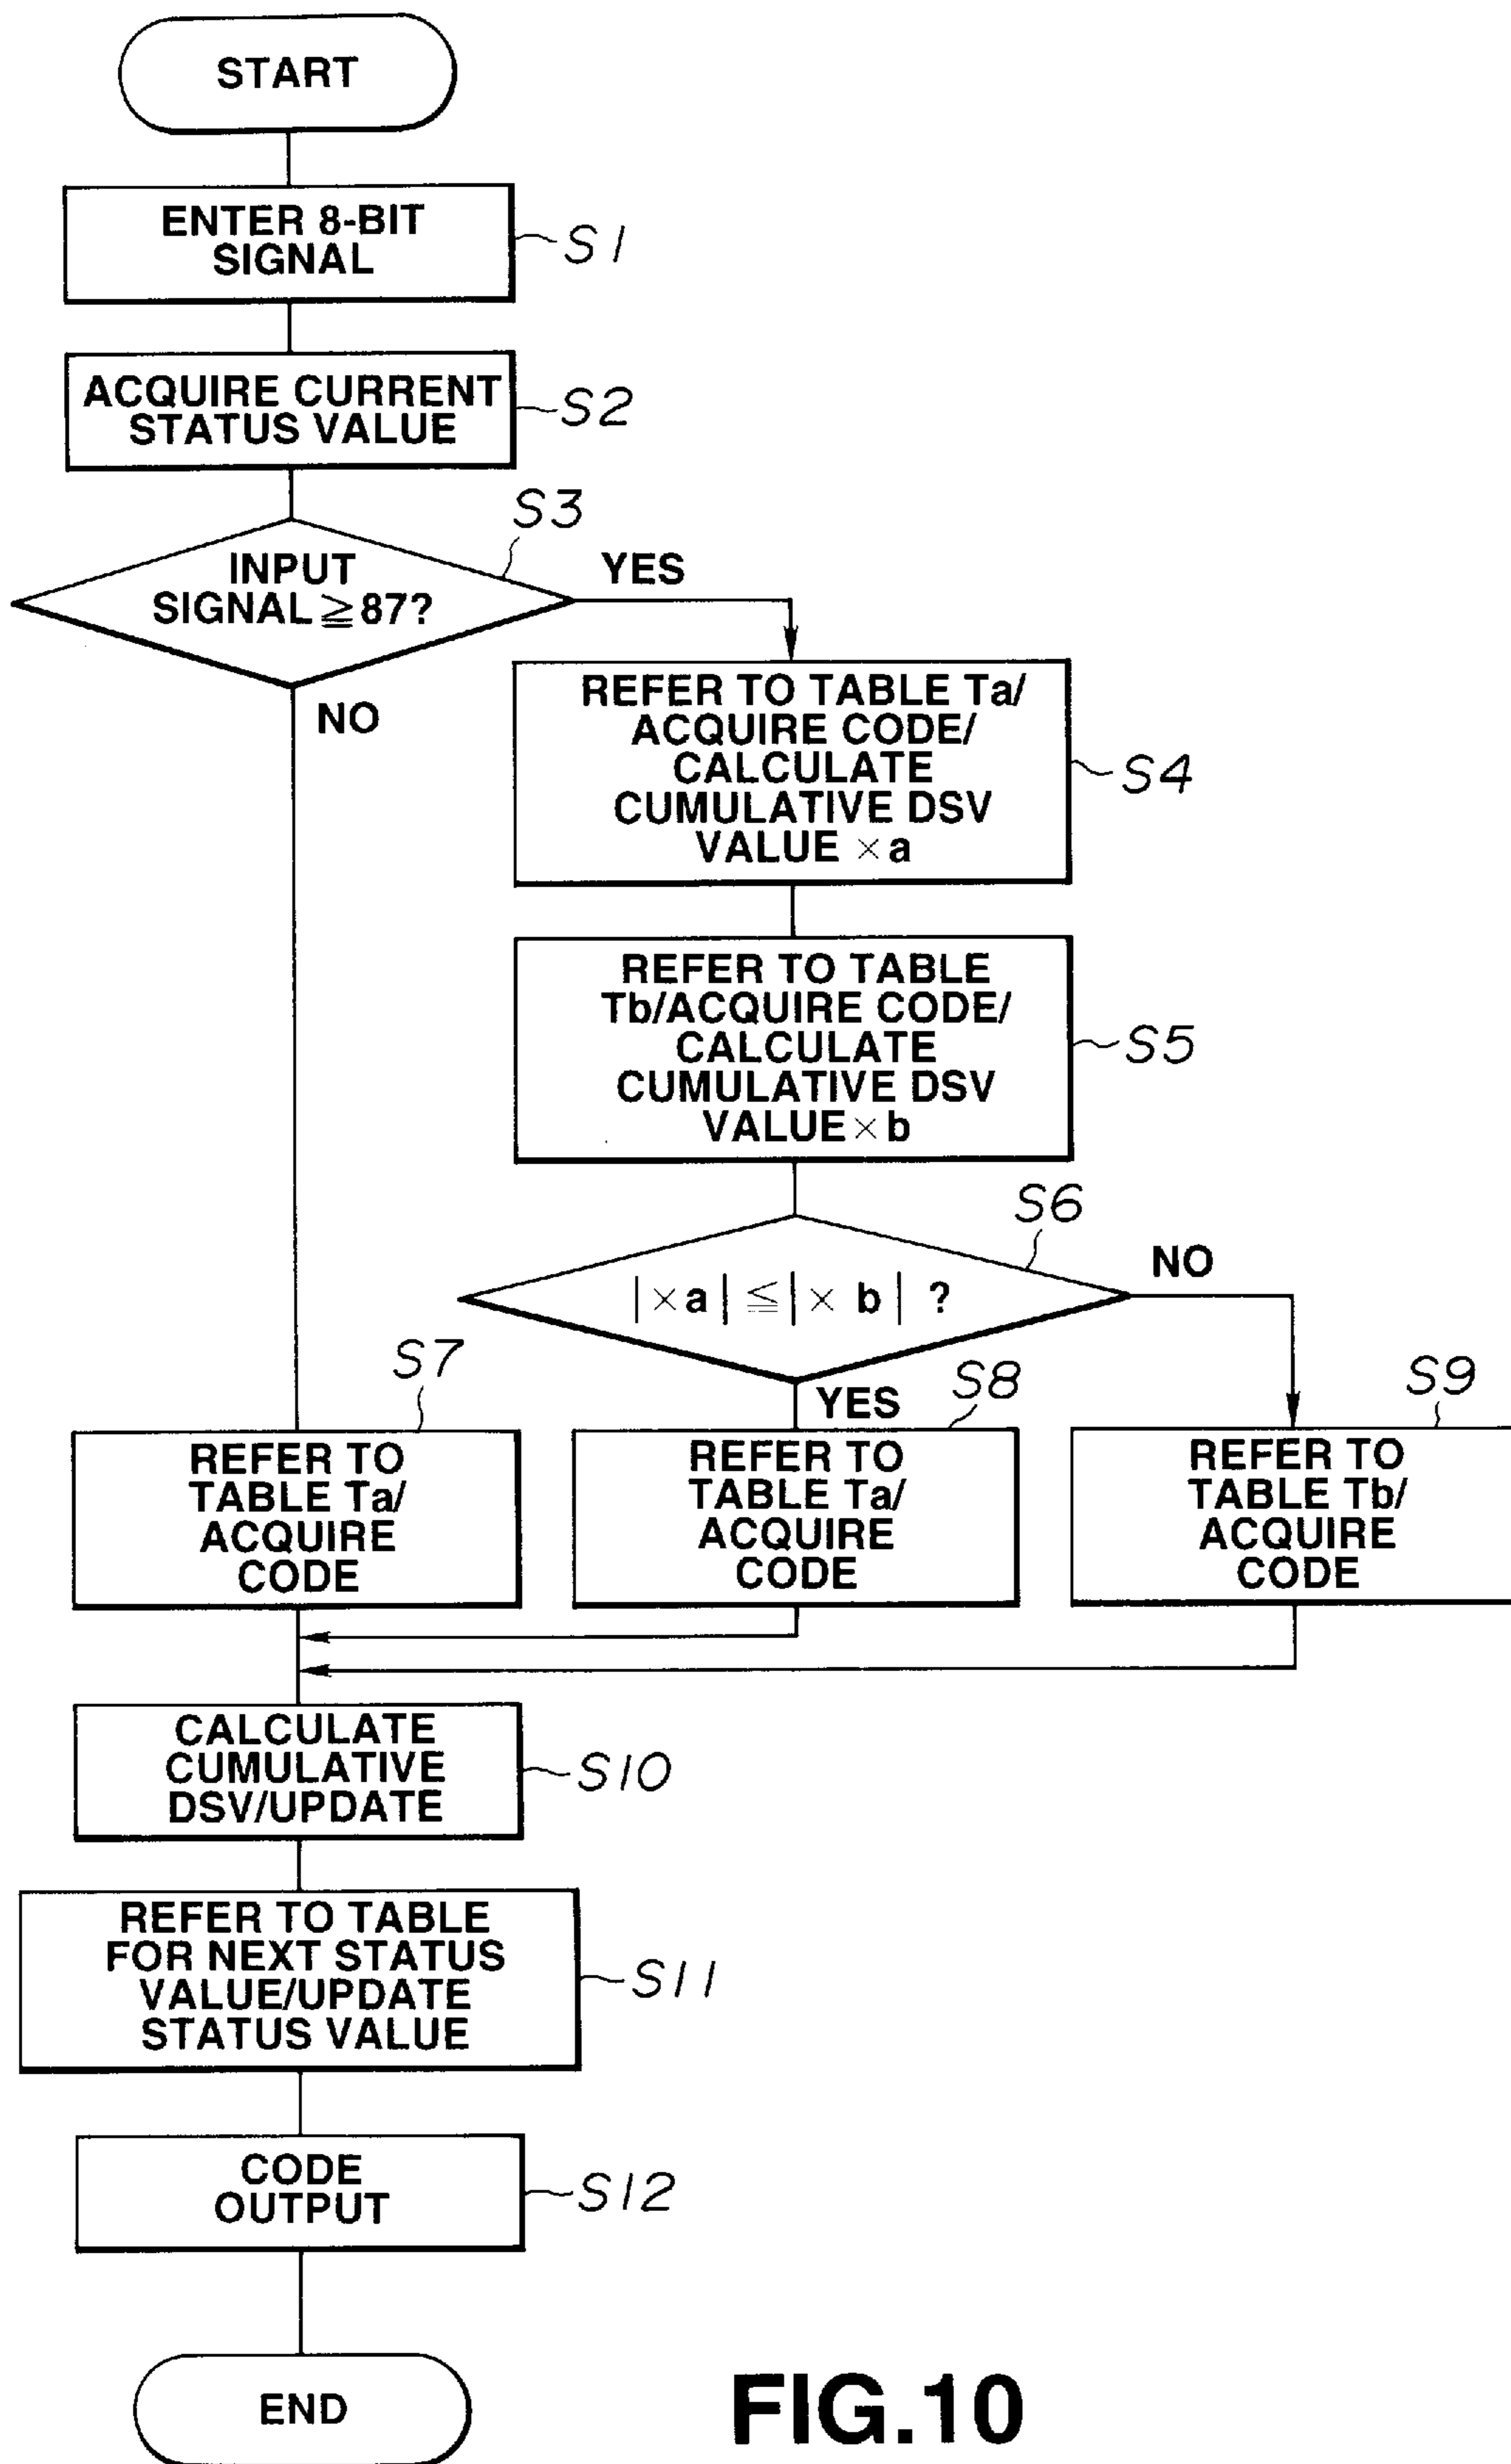 START
ENTER 8-BIT
SIGNAL
S1
ACQUIRE CURRENT
STATUS VALUE
S2
S3
INPUT
SIGNAL ≧ 87?
YES
NO
REFER TO TABLE Ta/
ACQUIRE CODE/
CALCULATE
CUMULATIVE DSV
VALUE ×a
S4
REFER TO TABLE
Tb/ACQUIRE CODE/
CALCULATE
CUMULATIVE DSV
VALUE×b
S5
S6
|×a| ≦ |× b| ?
NO
YES
S7
REFER TO
TABLE Ta/
ACQUIRE
CODE
S8
REFER TO
TABLE Ta/
ACQUIRE
CODE
S9
REFER TO
TABLE Tb/
ACQUIRE
CODE
CALCULATE
CUMULATIVE
DSV/UPDATE
S10
REFER TO TABLE
FOR NEXT STATUS
VALUE/UPDATE
STATUS VALUE
S11
CODE
OUTPUT
S12
END
FIG.10